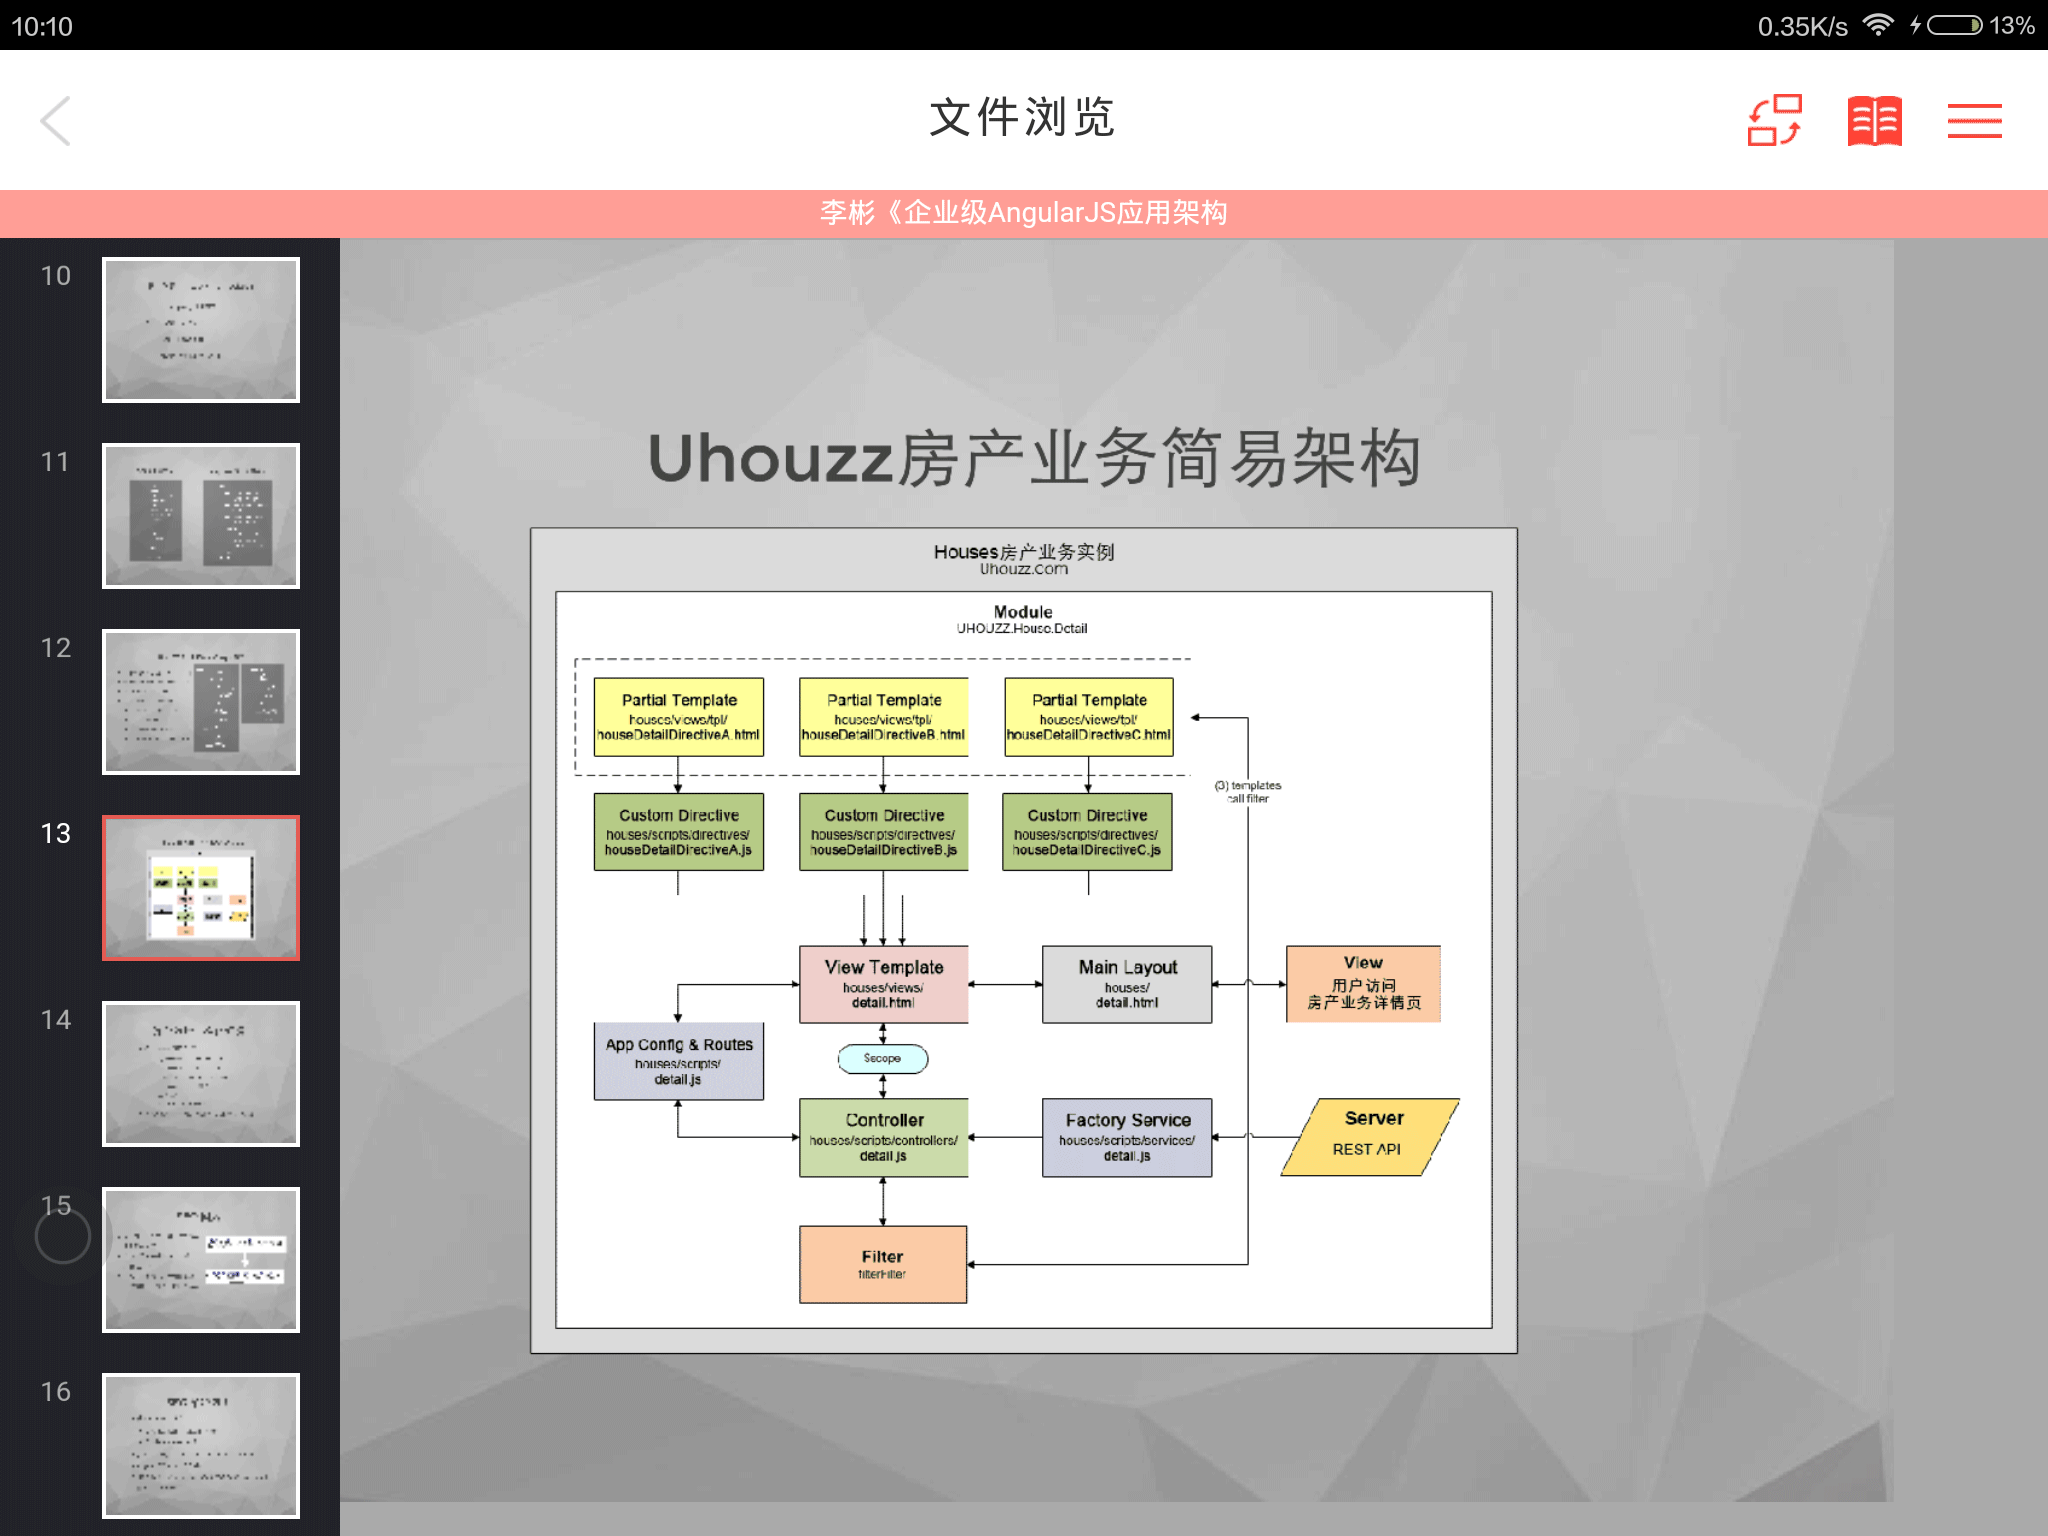 10:10
0.35K/s
13%
文件浏览
李彬《企业级AngularJS应用架构
10
11
12
13
14
15
16
Uhouzz房产业务简易架构
Houses房产业务实例
Uhouzz.com
Module
UHOUZZ.House.Detail
Partial Template
houses/views/tpl/
houseDetailDirectiveA.html
Partial Template
houses/views/tpl/
houseDetailDirectiveB.html
Partial Template
houses/views/tpl/
houseDetailDirectiveC.html
(3) templates
call filter
Custom Directive
houses/scripts/directives/
houseDetailDirectiveA.js
Custom Directive
houses/scripts/directives/
houseDetailDirectiveB.js
Custom Directive
houses/scripts/directives/
houseDetailDirectiveC.js
View Template
houses/views/
detail.html
Main Layout
houses/
detail.html
View
用户访问
房产业务详情页
App Config & Routes
houses/scripts/
detail.js
$scope
Controller
houses/scripts/controllers/
detail.js
Factory Service
houses/scripts/services/
detail.js
Server
REST API
Filter
filterFilter